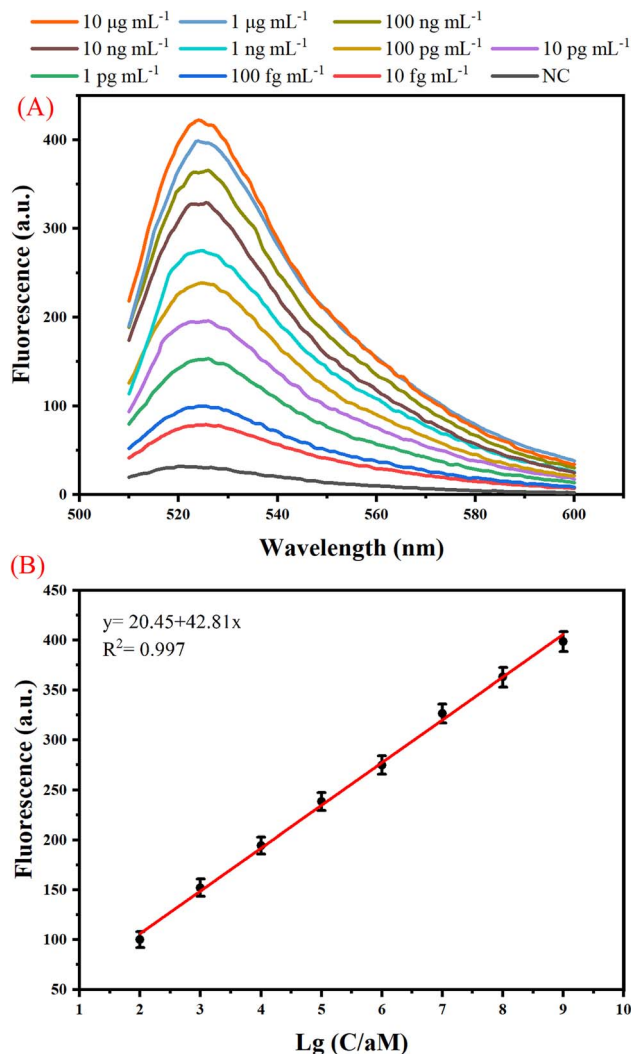 10 μg mL⁻¹ 1 μg mL⁻¹ 100 ng mL⁻¹
10 ng mL⁻¹ 1 ng mL⁻¹ 100 pg mL⁻¹ 10 pg mL⁻¹
1 pg mL⁻¹ 100 fg mL⁻¹ 10 fg mL⁻¹ NC
(A)
400
300
200
100
0
Fluorescence (a.u.)
500 520 540 560 580 600
Wavelength (nm)
(B)
450
400
350
300
250
200
150
100
50
Fluorescence (a.u.)
y= 20.45+42.81x
R²= 0.997
1 2 3 4 5 6 7 8 9 10
Lg (C/aM)